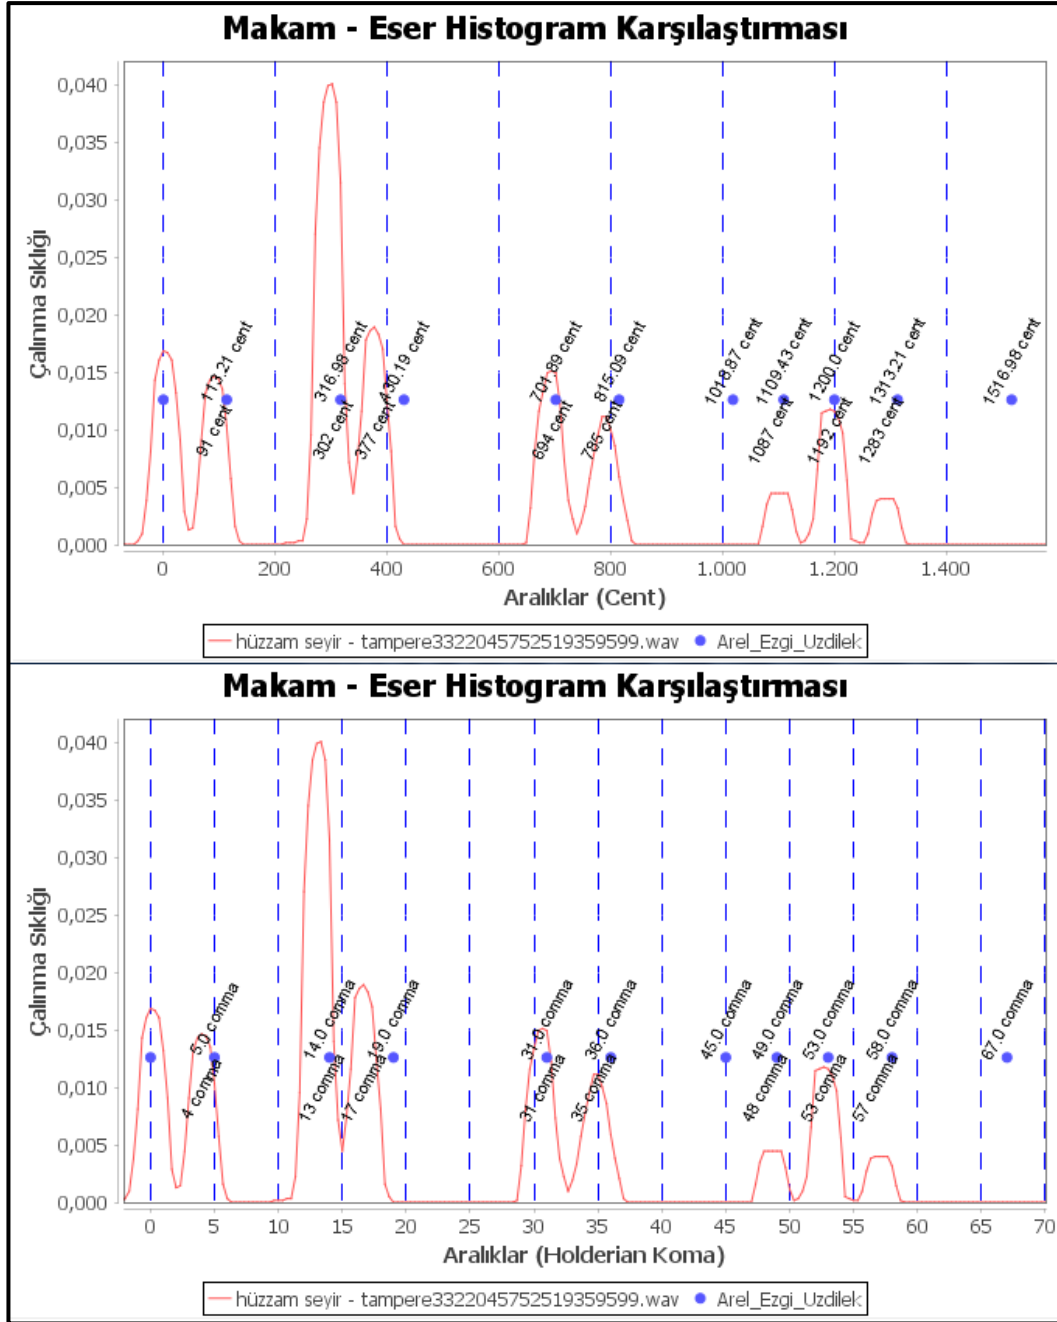 Makam - Eser Histogram Karşılaştırması
0,040
0,035
0,030
0,025
0,020
0,015
0,010
0,005
0,000
Çalınma Sıklığı
113.21 cent
316.98 cent
430.19 cent
701.89 cent
815.09 cent
1018.87 cent
1109.43 cent
1200.0 cent
1313.21 cent
1516.98 cent
91 cent
302 cent
377 cent
694 cent
785 cent
1087 cent
1192 cent
1283 cent
0 200 400 600 800 1.000 1.200 1.400
Aralıklar (Cent)
hüzzam seyir - tampere3322045752519359599.wav Arel_Ezgi_Uzdilek
Makam - Eser Histogram Karşılaştırması
0,040
0,035
0,030
0,025
0,020
0,015
0,010
0,005
0,000
Çalınma Sıklığı
5.0 comma
14.0 comma
19.0 comma
31.0 comma
36.0 comma
45.0 comma
49.0 comma
53.0 comma
58.0 comma
67.0 comma
4 comma
13 comma
17 comma
31 comma
35 comma
48 comma
53 comma
57 comma
0 5 10 15 20 25 30 35 40 45 50 55 60 65 70
Aralıklar (Holderian Koma)
hüzzam seyir - tampere3322045752519359599.wav Arel_Ezgi_Uzdilek